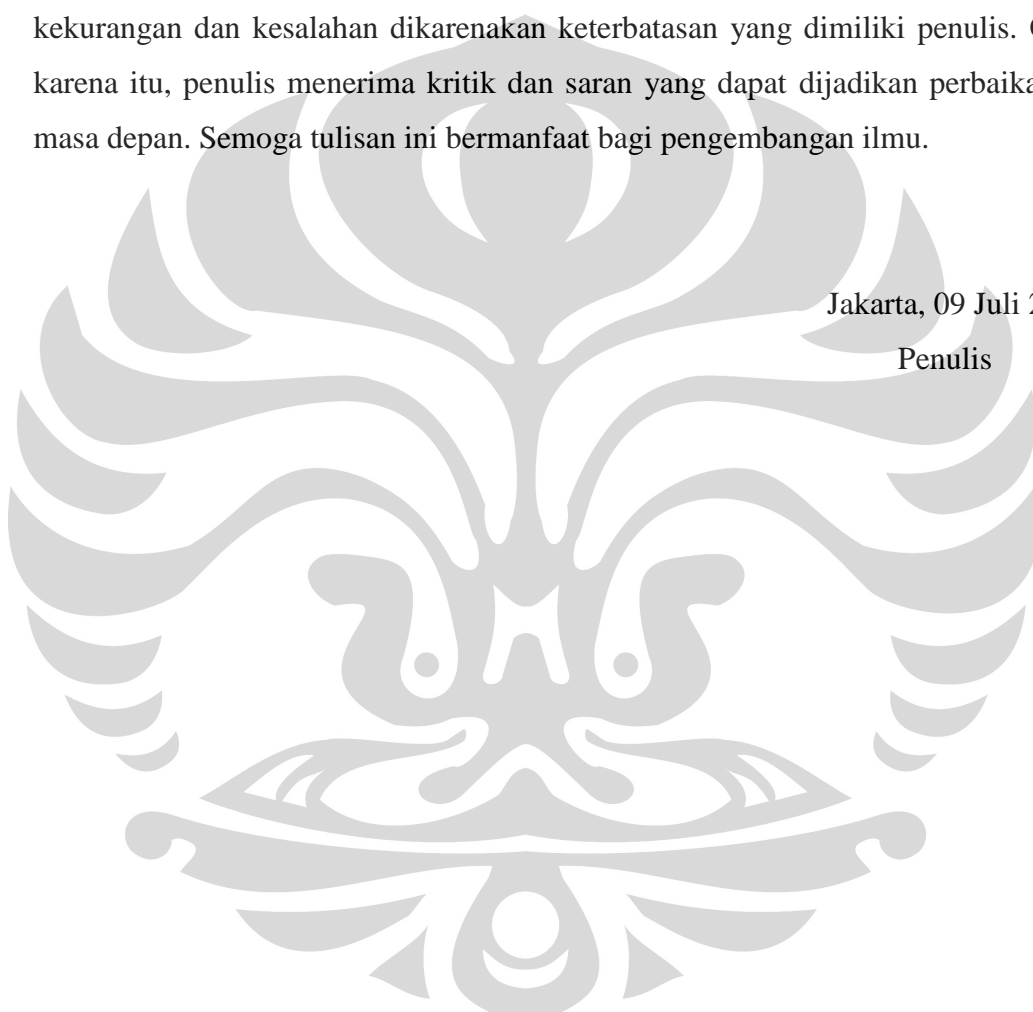 kekurangan dan kesalahan dikarenakan keterbatasan yang dimiliki penulis.
karena itu, penulis menerima kritik dan saran yang dapat dijadikan
masa depan. Semoga tulisan ini bermanfaat bagi pengembangan ilmu.
Jakarta, 09 Juli
Penulis